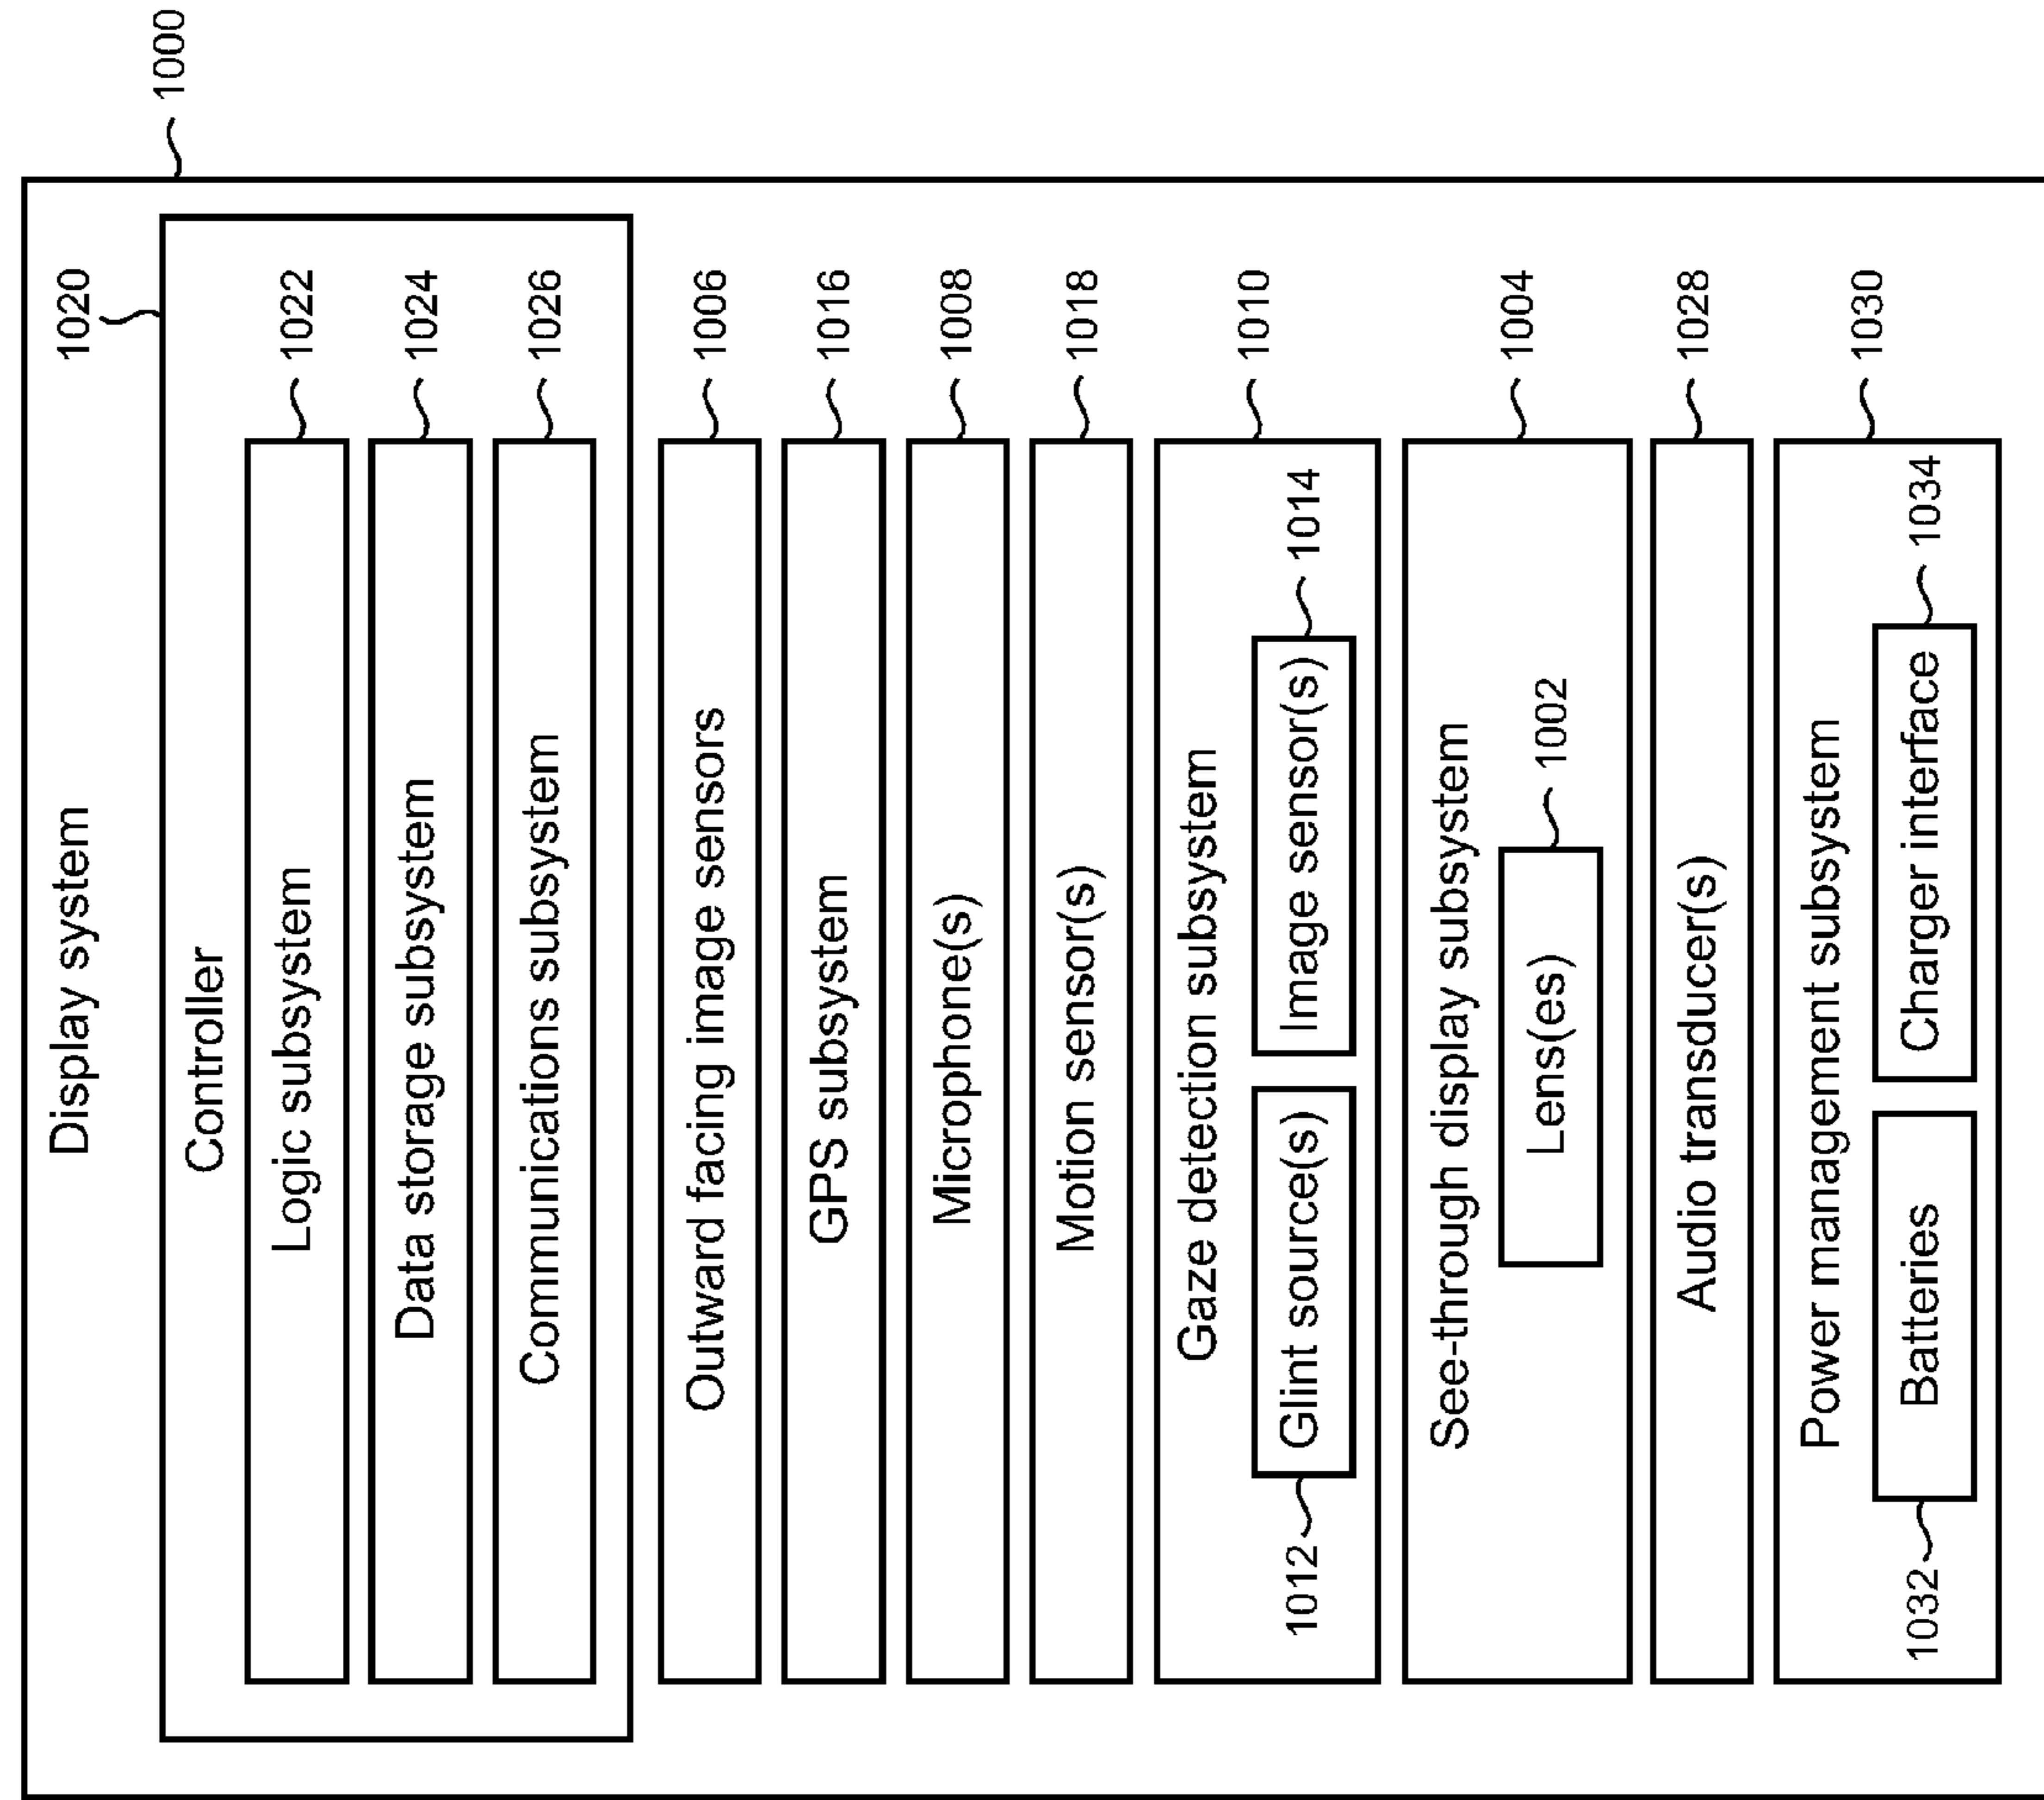 1000
Display system
1020
Controller
Logic subsystem
1022
Data storage subsystem
1024
Communications subsystem
1026
Outward facing image sensors
1006
GPS subsystem
1016
Microphone(s)
1008
Motion sensor(s)
1018
Gaze detection subsystem
1010
1012
Glint source(s)
Image sensor(s)
1014
See-through display subsystem
1004
Lens(es)
1002
Audio transducer(s)
1028
Power management subsystem
1030
1032
Batteries
Charger interface
1034